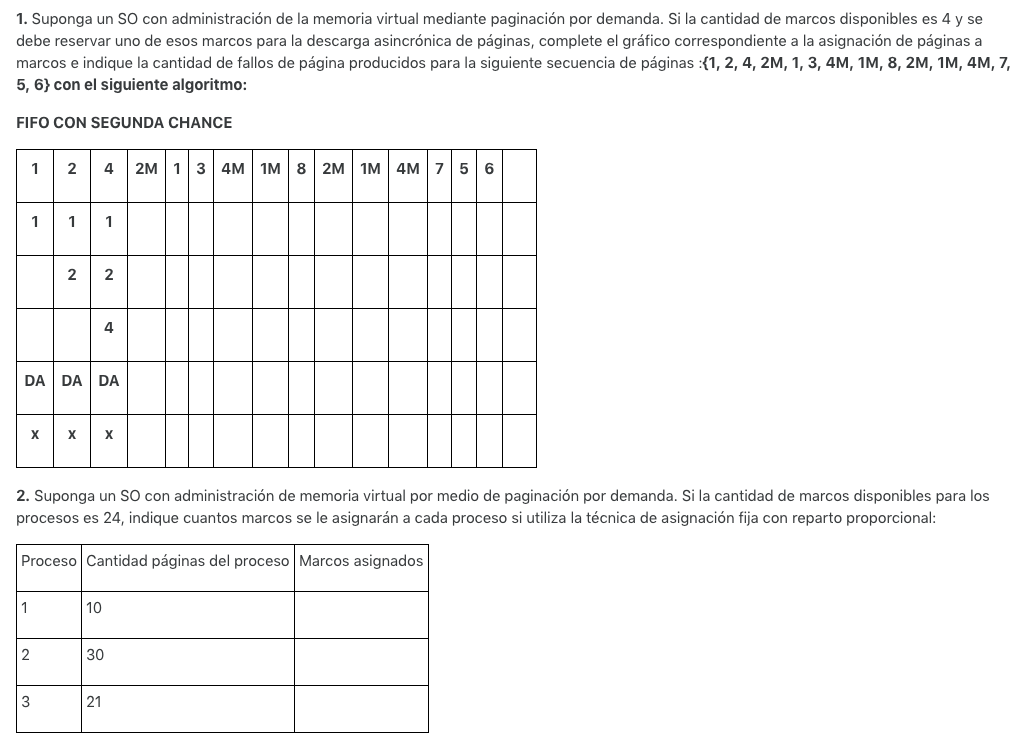 1. Suponga un SO con administración de la memoria virtual mediante paginación por demanda. Si la cantidad de marcos disponibles es 4 y se
debe reservar uno de esos marcos para la descarga asincrónica de páginas, complete el gráfico correspondiente a la asignación de páginas a
marcos e indique la cantidad de fallos de página producidos para la siguiente secuencia de páginas :{1, 2, 4, 2M, 1, 3, 4M, 1M, 8, 2M, 1M, 4M, 7,
5, 6} con el siguiente algoritmo:
FIFO CON SEGUNDA CHANCE
1 2 4 2M 1 3 4M 1M 8 2M 1M 4M 7 5 6
1 1 1
2 2
4
DA DA DA
x x x
2. Suponga un SO con administración de memoria virtual por medio de paginación por demanda. Si la cantidad de marcos disponibles para los
procesos es 24, indique cuantos marcos se le asignarán a cada proceso si utiliza la técnica de asignación fija con reparto proporcional:
Proceso Cantidad páginas del proceso Marcos asignados
1 10
2 30
3 21